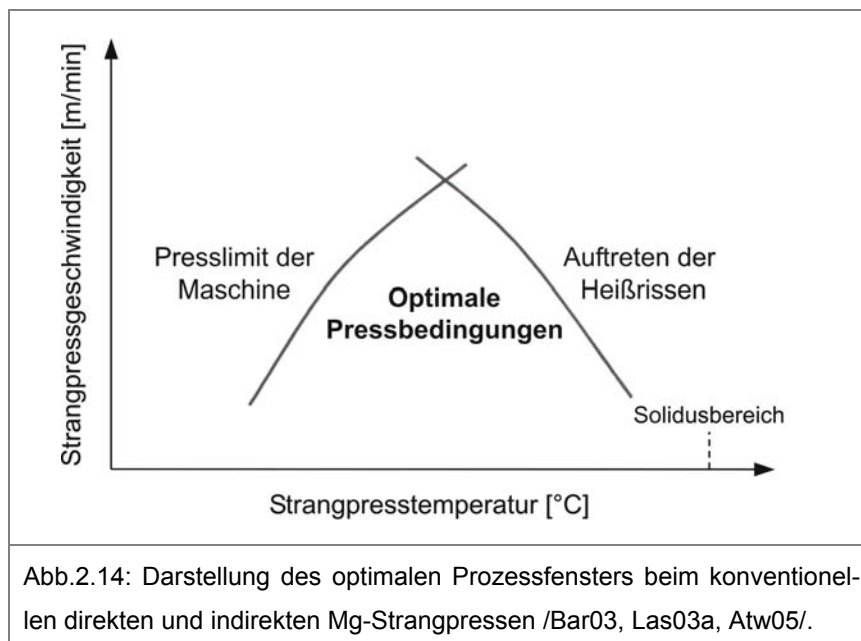 Strangpressgeschwindigkeit [m/min]
Presslimit der
Maschine
Optimale
Pressbedingungen
Auftreten der
Heißrissen
Solidusbereich
Strangpresstemperatur [°C]
Abb.2.14: Darstellung des optimalen Prozessfensters beim konventionel-
len direkten und indirekten Mg-Strangpressen /Bar03, Las03a, Atw05/.